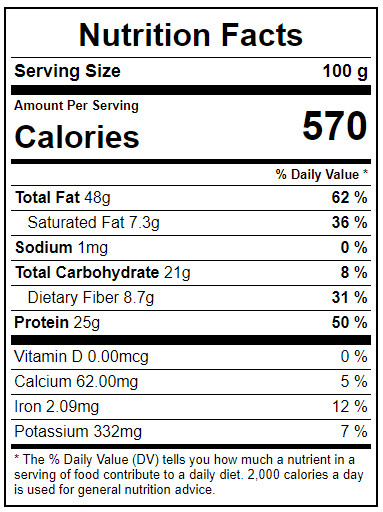 Nutrition Facts
Serving Size 100 g
Amount Per Serving
Calories 570
% Daily Value *
Total Fat 48g 62 %
Saturated Fat 7.3g 36 %
Sodium 1mg 0 %
Total Carbohydrate 21g 8 %
Dietary Fiber 8.7g 31 %
Protein 25g 50 %
Vitamin D 0.00mcg 0 %
Calcium 62.00mg 5 %
Iron 2.09mg 12 %
Potassium 332mg 7 %
* The % Daily Value (DV) tells you how much a nutrient in a
serving of food contribute to a daily diet. 2,000 calories a day
is used for general nutrition advice.